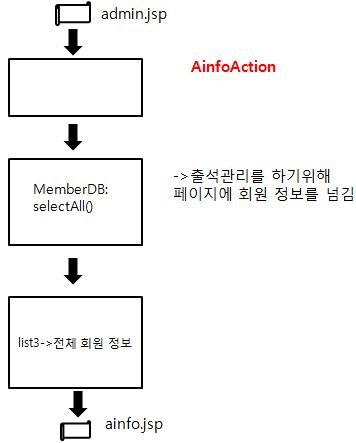 admin.jsp
AinfoAction
MemberDB:
selectAll()
->출석관리를 하기위해
페이지에 회원 정보를 넘김
list3->전체 회원 정보
ainfo.jsp